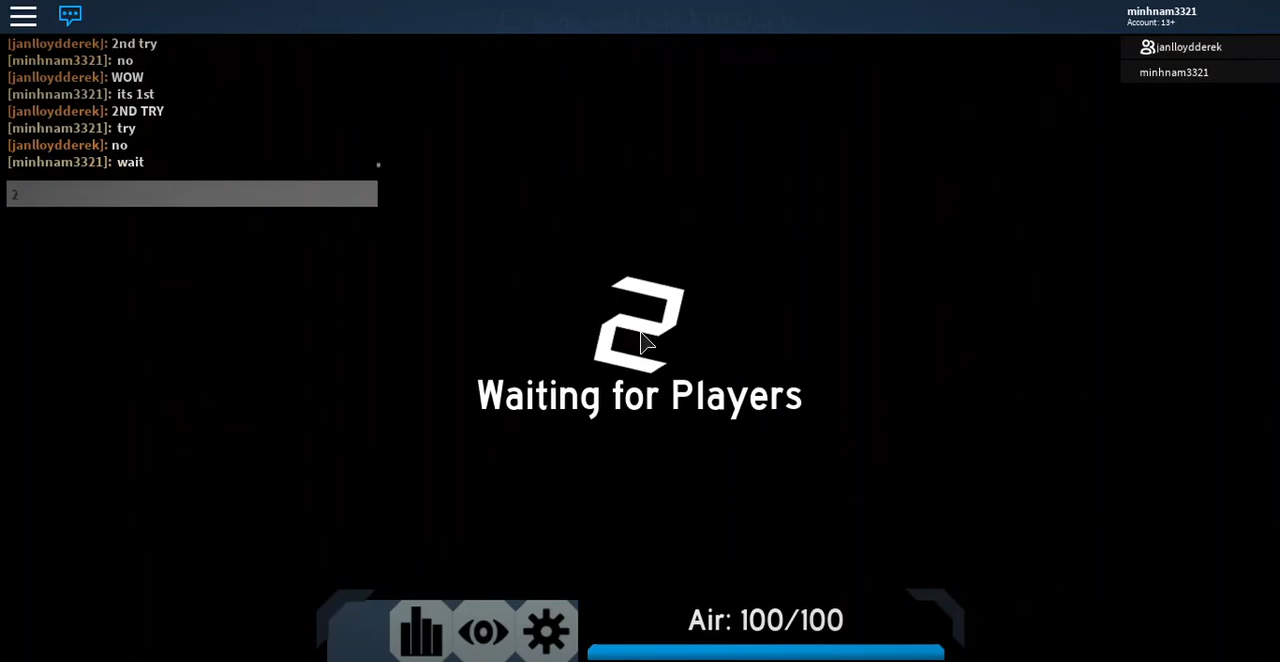 minhnam3321
Account: 13+
janlloydderek
minhnam3321
[janlloydderek]: 2nd try
[minhnam3321]: no
[janlloydderek]: WOW
[minhnam3321]: its 1st
[janlloydderek]: 2ND TRY
[minhnam3321]: try
[janlloydderek]: no
[minhnam3321]: wait
2
2
Waiting for Players
Air: 100/100